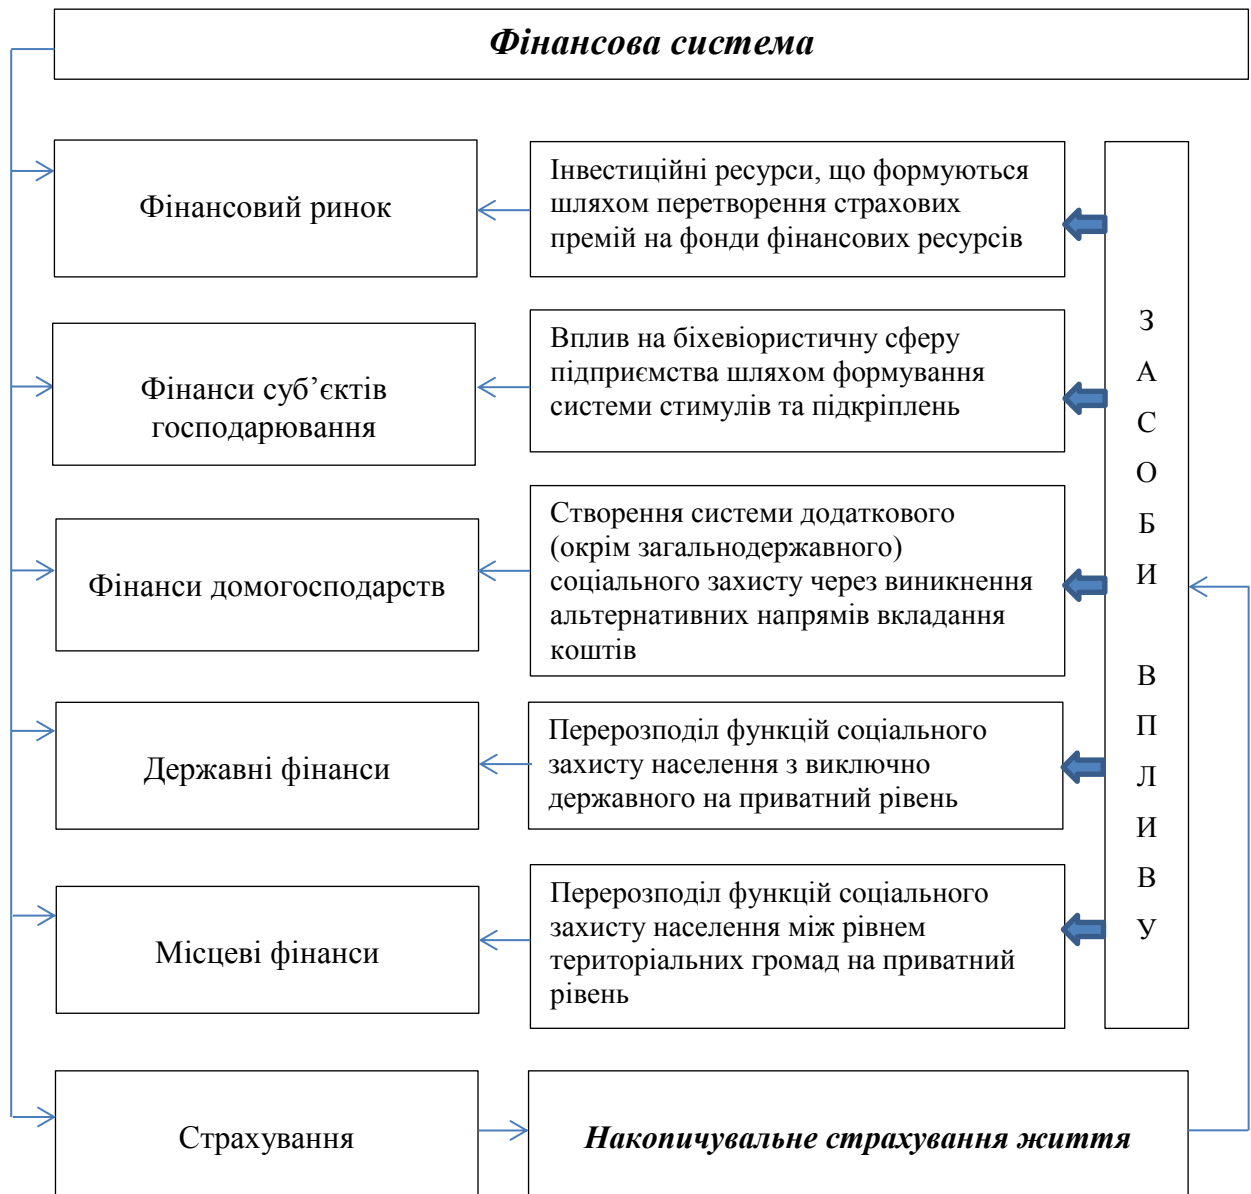 Фінансова система
Фінансовий ринок
Інвестиційні ресурси, що формуються
шляхом перетворення страхових
премій на фонди фінансових ресурсів
Фінанси суб’єктів
господарювання
Вплив на біхевіористичну сферу
підприємства шляхом формування
системи стимулів та підкріплень
Фінанси домогосподарств
Створення системи додаткового
(окрім загальнодержавного)
соціального захисту через виникнення
альтернативних напрямів вкладання
коштів
Державні фінанси
Перерозподіл функцій соціального
захисту населення з виключно
державного на приватний рівень
Місцеві фінанси
Перерозподіл функцій соціального
захисту населення між рівнем
територіальних громад на приватний
рівень
ЗАСОБИ ВПЛИВУ
Страхування
Накопичувальне страхування життя